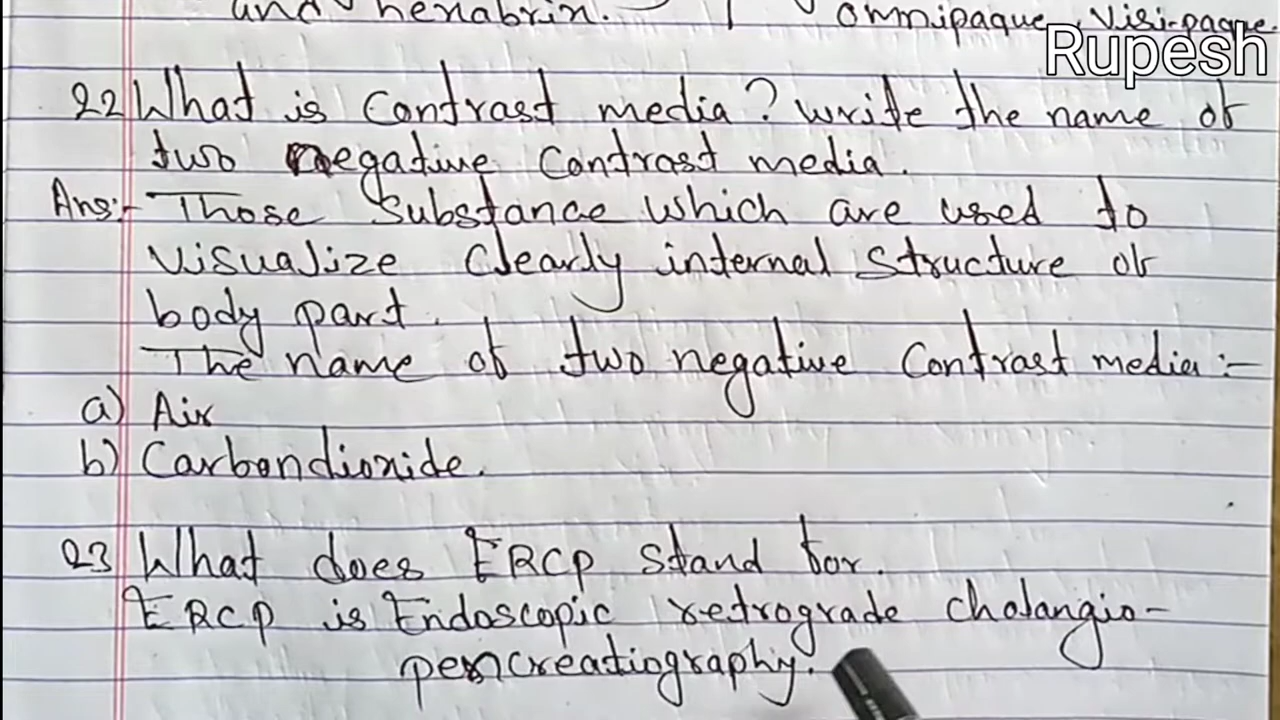 and henabrin. omnipaque, visi-paque.
Rupesh
22 What is Contrast media? write the name of
two negative Contrast media.
Ans:- Those Substance which are used to
visualize clearly internal structure of
body part.
The name of two negative Contrast media:-
a) Air
b) Carbondioxide.
23 What does ERCP stand for.
ERCP is Endoscopic retrograde cholangio-
pencreatiography.